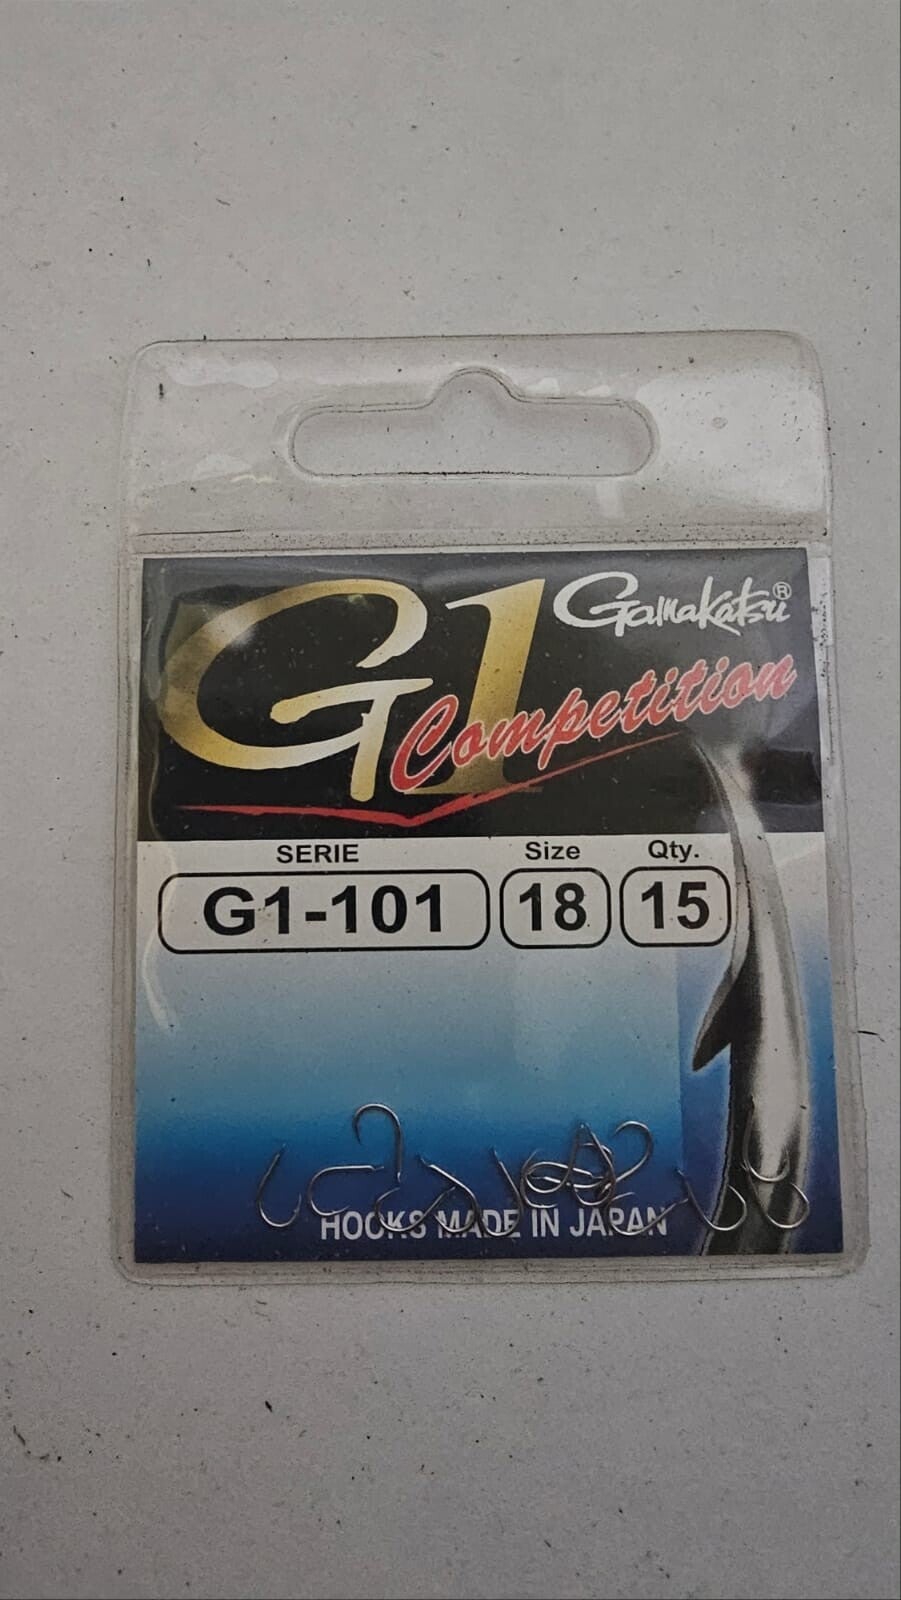 G1 Gamakatsu®
Competition
SERIE Size Qty.
G1-101 18 15
HOOKS MADE IN JAPAN